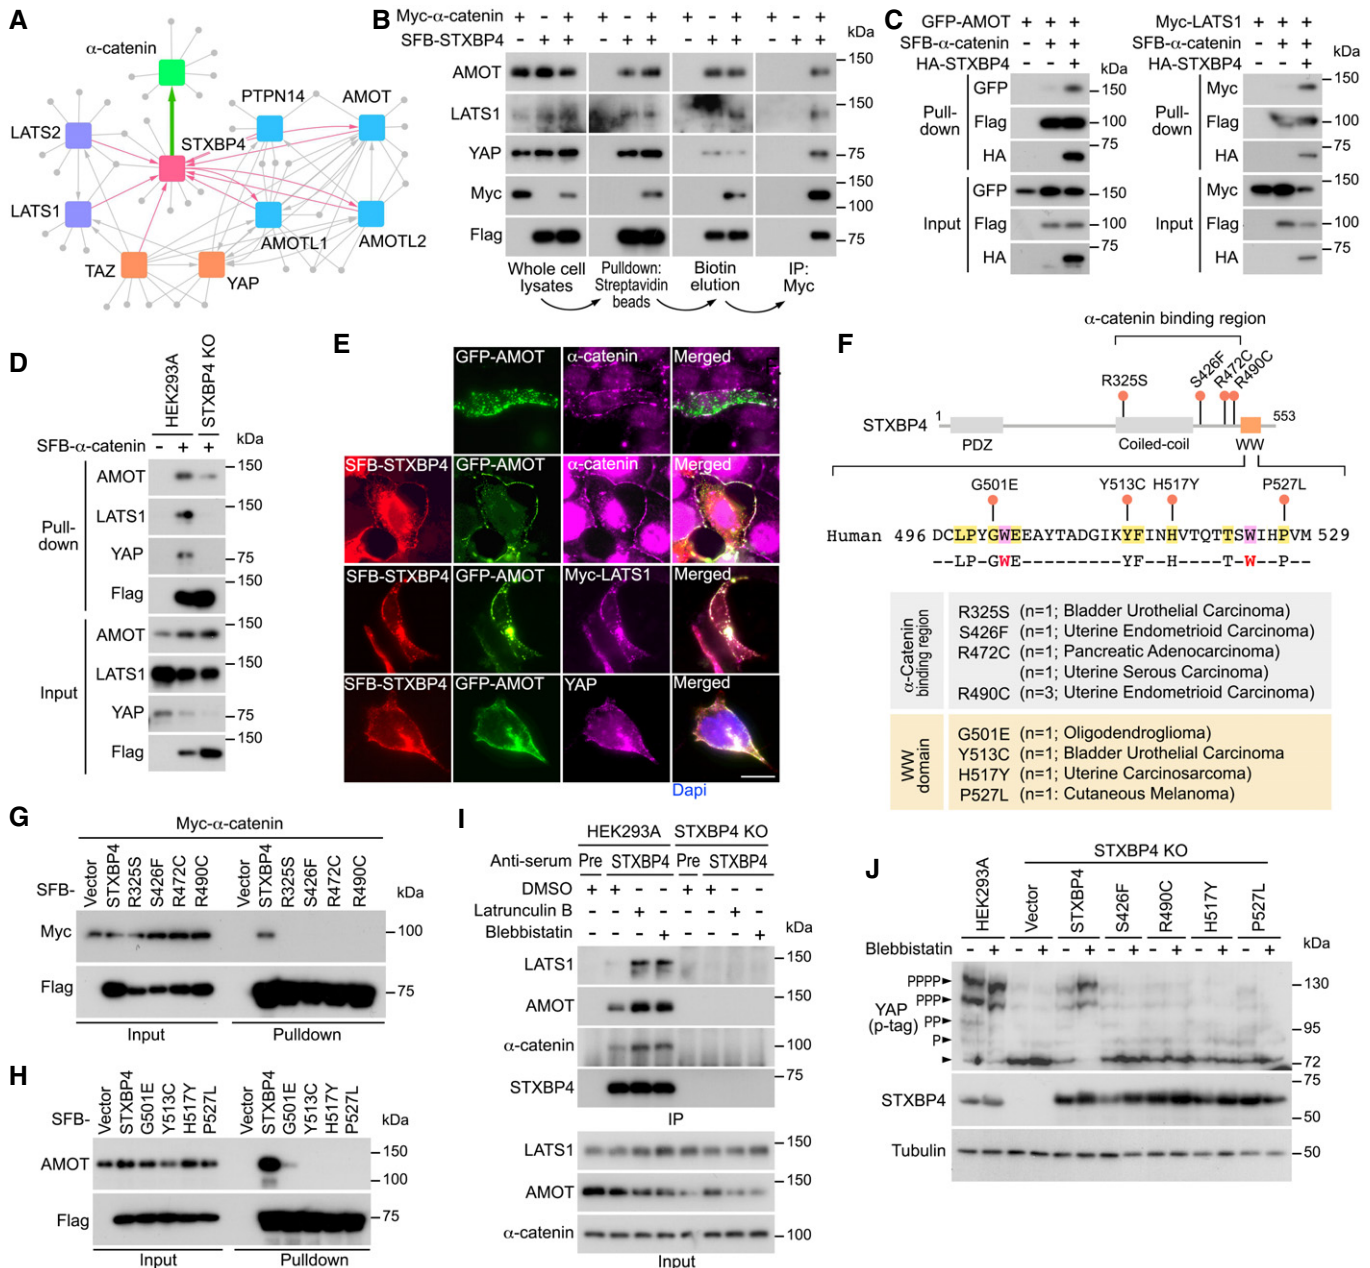 A
α-catenin
PTPN14
AMOT
LATS2
STXBP4
LATS1
AMOTL1
AMOTL2
TAZ
YAP
B
Myc-α-catenin + - + + - + + - + + - +
SFB-STXBP4 - + + - + + - + + - + +
kDa
AMOT
150
LATS1
150
YAP
75
Myc
150
100
Flag
75
Whole cell lysates
Pulldown: Streptavidin beads
Biotin elution
IP: Myc
C
GFP-AMOT + + +
SFB-α-catenin - + +
HA-STXBP4 - - +
kDa
Pull-down
GFP
150
Flag
100
HA
75
Input
GFP
150
Flag
100
HA
75
Myc-LATS1 + + +
SFB-α-catenin - + +
HA-STXBP4 - - +
kDa
Pull-down
Myc
150
Flag
100
HA
75
Input
Myc
150
Flag
100
HA
75
D
HEK293A
STXBP4 KO
SFB-α-catenin - + +
kDa
Pull-down
AMOT
150
LATS1
150
YAP
75
Flag
Input
AMOT
150
LATS1
150
YAP
75
Flag
150
E
GFP-AMOT
α-catenin
Merged
SFB-STXBP4
GFP-AMOT
α-catenin
Merged
SFB-STXBP4
GFP-AMOT
Myc-LATS1
Merged
SFB-STXBP4
GFP-AMOT
YAP
Merged
Dapi
F
α-catenin binding region
R325S
S426F
R472C
R490C
STXBP4
1
553
PDZ
Coiled-coil
WW
G501E
Y513C
H517Y
P527L
Human 496 DCLPYGWEEAYTADGIKYFINHVTQTTSWIHPVM 529
--LP-GWE---------YF--H----T-W--P--
α-Catenin binding region
R325S (n=1; Bladder Urothelial Carcinoma)
S426F (n=1; Uterine Endometrioid Carcinoma)
R472C (n=1; Pancreatic Adenocarcinoma)
(n=1; Uterine Serous Carcinoma)
R490C (n=3; Uterine Endometrioid Carcinoma)
WW domain
G501E (n=1; Oligodendroglioma)
Y513C (n=1; Bladder Urothelial Carcinoma
H517Y (n=1; Uterine Carcinosarcoma)
P527L (n=1: Cutaneous Melanoma)
G
Myc-α-catenin
SFB-
Vector STXBP4 R325S S426F R472C R490C
Vector STXBP4 R325S S426F R472C R490C
kDa
Myc
100
Flag
75
Input
Pulldown
H
SFB-
Vector STXBP4 G501E Y513C H517Y P527L
Vector STXBP4 G501E Y513C H517Y P527L
kDa
AMOT
150
100
Flag
75
Input
Pulldown
I
HEK293A STXBP4 KO
Anti-serum Pre STXBP4 Pre STXBP4
DMSO + + - - + + - -
Latrunculin B - - + - - - + -
Blebbistatin - - - + - - - +
kDa
LATS1
150
AMOT
150
α-catenin
100
STXBP4
75
IP
LATS1
150
AMOT
150
α-catenin
100
Input
J
STXBP4 KO
HEK293A Vector STXBP4 S426F R490C H517Y P527L
Blebbistatin - + - + - + - + - + - + - +
kDa
YAP (p-tag)
PPPP
PPP
PP
P
130
95
72
STXBP4
75
50
Tubulin
50